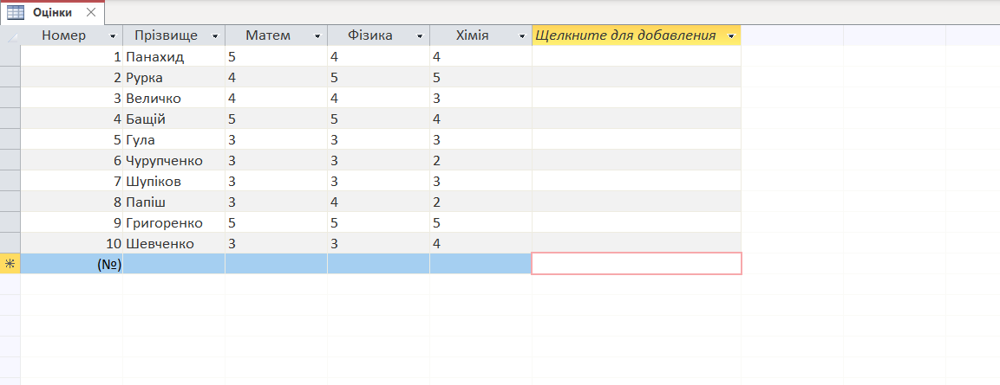 Оцінки
Номер Прізвище Матем Фізика Хімія Щелкните для добавления
1 Панахид 5 4 4
2 Рурка 4 5 5
3 Величко 4 4 3
4 Бащій 5 5 4
5 Гула 3 3 3
6 Чурупченко 3 3 2
7 Шупіков 3 3 3
8 Папіш 3 4 2
9 Григоренко 5 5 5
10 Шевченко 3 3 4
(№)